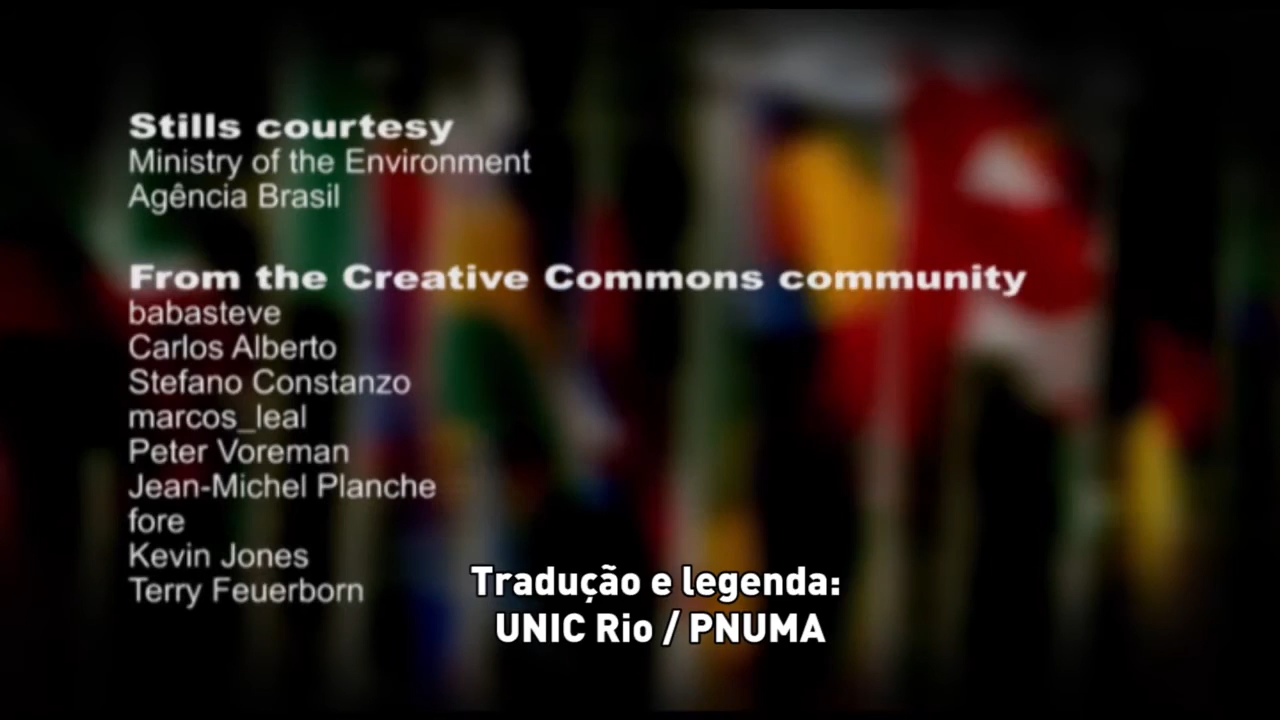 Stills courtesy
Ministry of the Environment
Agência Brasil
From the Creative Commons community
babasteve
Carlos Alberto
Stefano Constanzo
marcos_leal
Peter Voreman
Jean-Michel Planche
fore
Kevin Jones
Terry Feuerborn
Tradução e legenda:
UNIC Rio / PNUMA